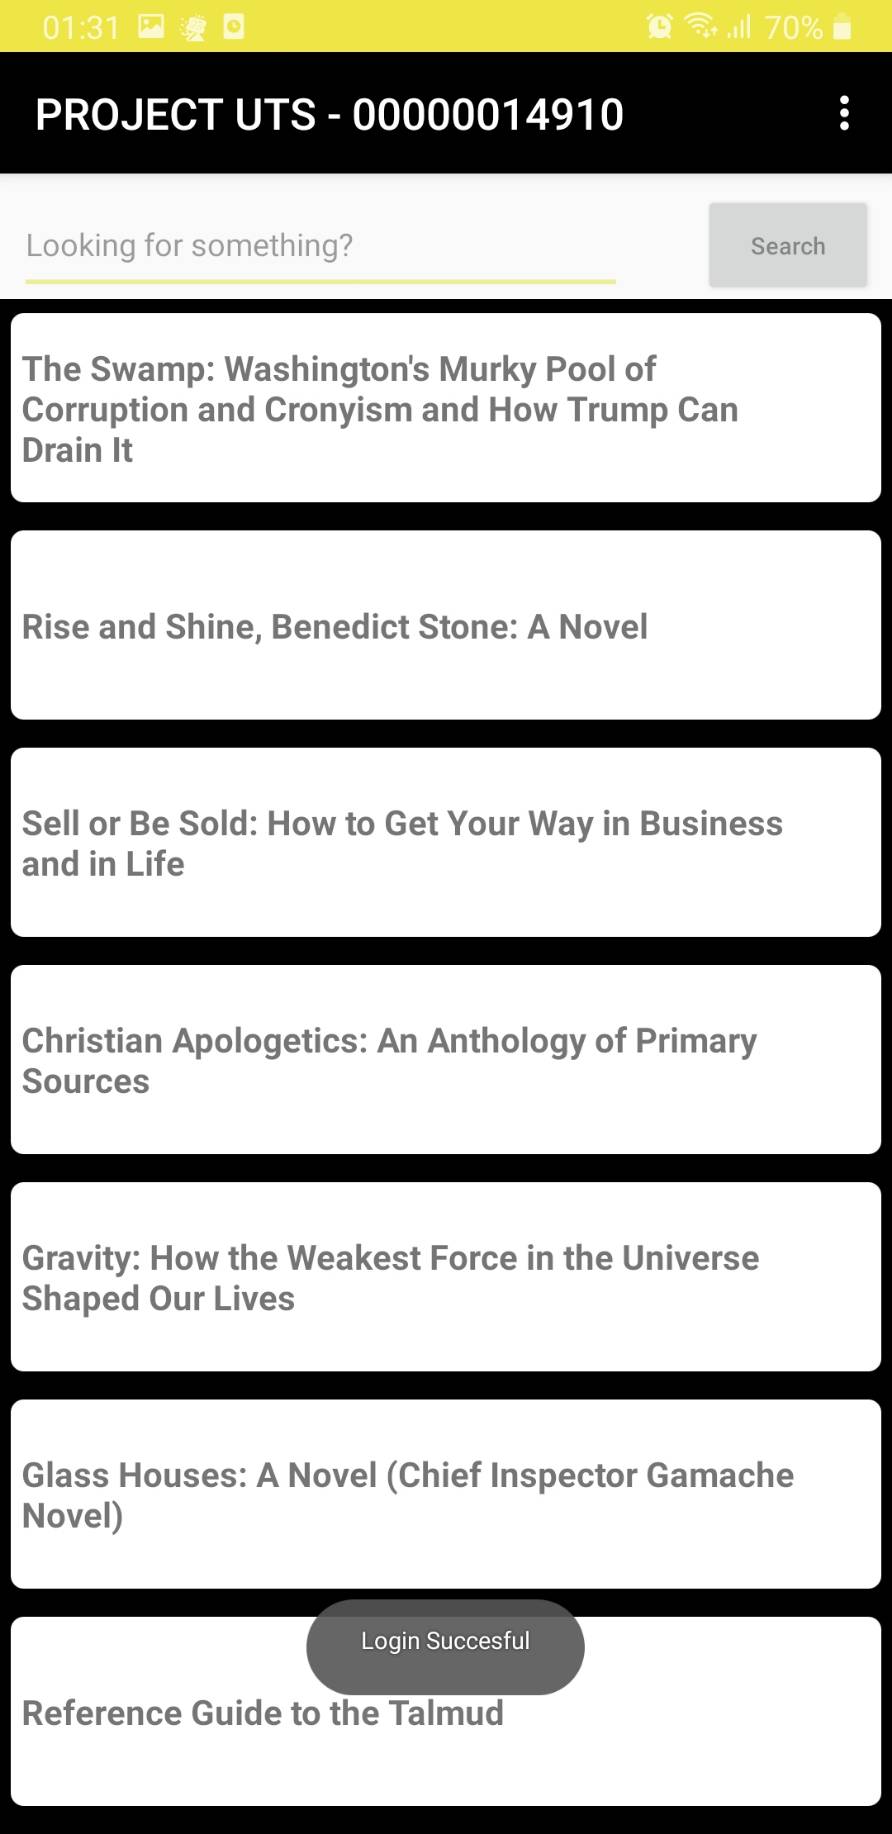 01:31 70%
PROJECT UTS - 00000014910
Looking for something?
Search
The Swamp: Washington's Murky Pool of
Corruption and Cronyism and How Trump Can
Drain It
Rise and Shine, Benedict Stone: A Novel
Sell or Be Sold: How to Get Your Way in Business
and in Life
Christian Apologetics: An Anthology of Primary
Sources
Gravity: How the Weakest Force in the Universe
Shaped Our Lives
Glass Houses: A Novel (Chief Inspector Gamache
Novel)
Login Succesful
Reference Guide to the Talmud